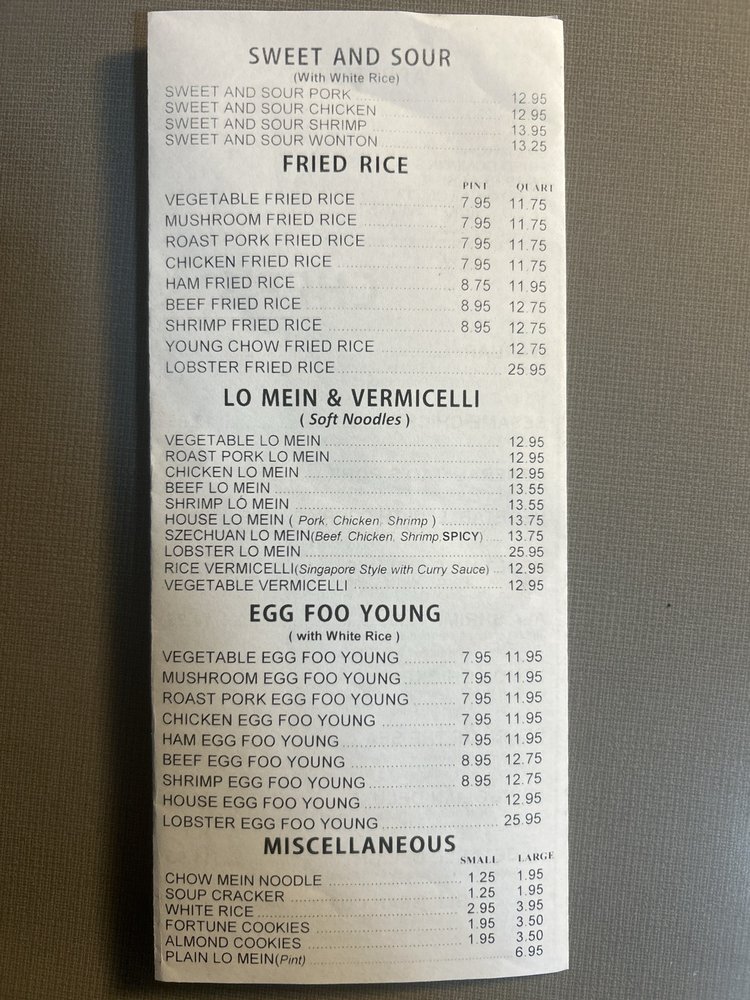 SWEET AND SOUR
(With White Rice)
SWEET AND SOUR PORK 12.95
SWEET AND SOUR CHICKEN 12.95
SWEET AND SOUR SHRIMP 13.95
SWEET AND SOUR WONTON 13.25
FRIED RICE
PINT QUART
VEGETABLE FRIED RICE 7.95 11.75
MUSHROOM FRIED RICE 7.95 11.75
ROAST PORK FRIED RICE 7.95 11.75
CHICKEN FRIED RICE 7.95 11.75
HAM FRIED RICE 8.75 11.95
BEEF FRIED RICE 8.95 12.75
SHRIMP FRIED RICE 8.95 12.75
YOUNG CHOW FRIED RICE 12.75
LOBSTER FRIED RICE 25.95
LO MEIN & VERMICELLI
( Soft Noodles )
VEGETABLE LO MEIN 12.95
ROAST PORK LO MEIN 12.95
CHICKEN LO MEIN 12.95
BEEF LO MEIN 13.55
SHRIMP LO MEIN 13.55
HOUSE LO MEIN ( Pork, Chicken, Shrimp ) 13.75
SZECHUAN LO MEIN(Beef, Chicken, Shrimp SPICY) 13.75
LOBSTER LO MEIN 25.95
RICE VERMICELLI(Singapore Style with Curry Sauce) 12.95
VEGETABLE VERMICELLI 12.95
EGG FOO YOUNG
( with White Rice )
VEGETABLE EGG FOO YOUNG 7.95 11.95
MUSHROOM EGG FOO YOUNG 7.95 11.95
ROAST PORK EGG FOO YOUNG 7.95 11.95
CHICKEN EGG FOO YOUNG 7.95 11.95
HAM EGG FOO YOUNG 7.95 11.95
BEEF EGG FOO YOUNG 8.95 12.75
SHRIMP EGG FOO YOUNG 8.95 12.75
HOUSE EGG FOO YOUNG 12.95
LOBSTER EGG FOO YOUNG 25.95
MISCELLANEOUS
SMALL LARGE
CHOW MEIN NOODLE 1.25 1.95
SOUP CRACKER 1.25 1.95
WHITE RICE 2.95 3.95
FORTUNE COOKIES 1.95 3.50
ALMOND COOKIES 1.95 3.50
PLAIN LO MEIN(Pint) 6.95